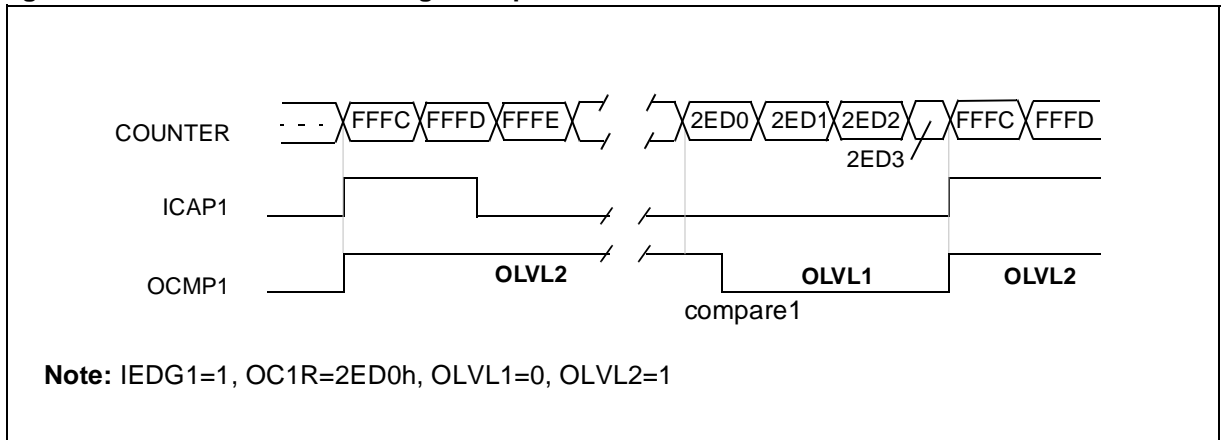 COUNTER
- - -
FFFC
FFFD
FFFE
2ED0
2ED1
2ED2
FFFC
FFFD
2ED3
ICAP1
OCMP1
OLVL2
OLVL1
OLVL2
compare1
Note: IEDG1=1, OC1R=2ED0h, OLVL1=0, OLVL2=1